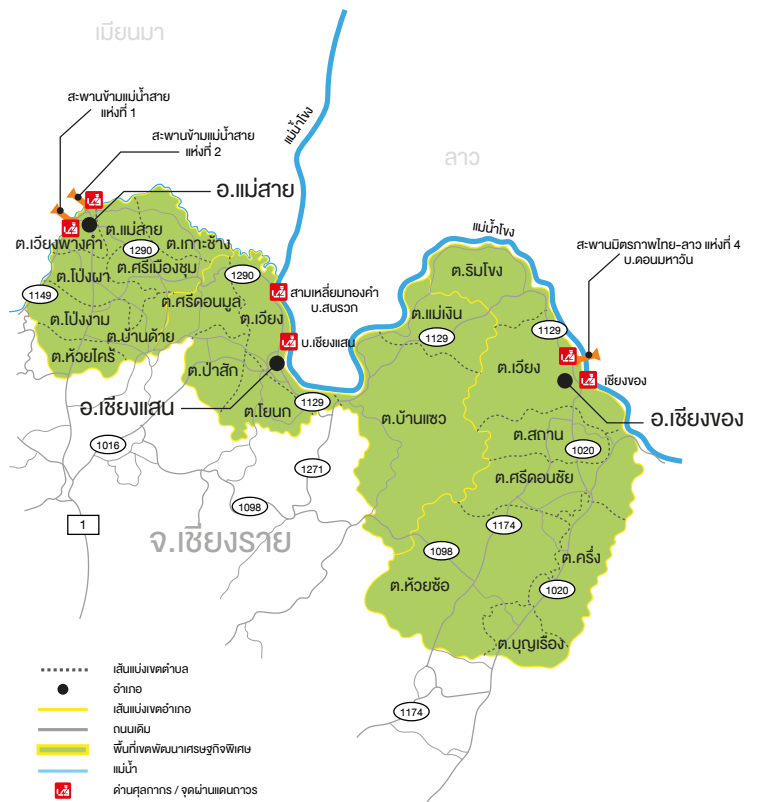 เมียนมา
สะพานข้ามแม่น้ำสาย
แห่งที่ 1
สะพานข้ามแม่น้ำสาย
แห่งที่ 2
แม่น้ำโขง
ลาว
อ.แม่สาย
ต.แม่สาย
ต.เวียงพางคำ
ต.เกาะช้าง
1290
ต.โป่งผา
ต.ศรีเมืองชุม
1290
1149
ต.ศรีดอนมูล
สามเหลี่ยมทองคำ
บ.สบรวก
ต.โป่งงาม
ต.เวียง
ต.บ้านด้าย
บ.เชียงแสน
ต.ห้วยไคร้
ต.ป่าสัก
อ.เชียงแสน
ต.โยนก
1129
แม่น้ำโขง
สะพานมิตรภาพไทย-ลาว แห่งที่ 4
บ.ดอนมหาวัน
ต.ริมโขง
ต.แม่เงิน
1129
1129
ต.เวียง
เชียงของ
อ.เชียงของ
ต.บ้านแซว
ต.สถาน
1020
ต.ศรีดอนชัย
1016
1271
1098
1
จ.เชียงราย
1174
1098
ต.ครึ่ง
ต.ห้วยซ้อ
1020
ต.บุญเรือง
1174
เส้นแบ่งเขตตำบล
อำเภอ
เส้นแบ่งเขตอำเภอ
ถนนเดิม
พื้นที่เขตพัฒนาเศรษฐกิจพิเศษ
แม่น้ำ
ด่านศุลกากร / จุดผ่านแดนถาวร